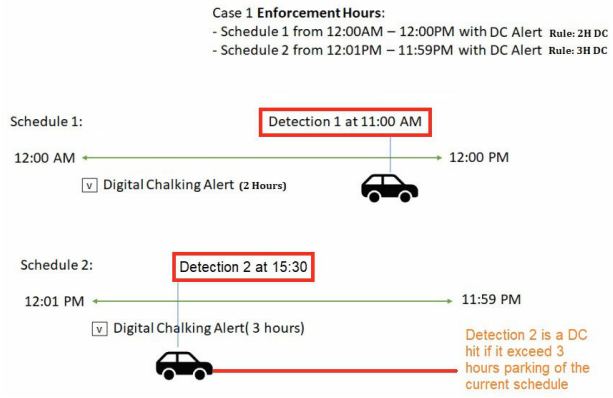 Case 1 Enforcement Hours:
- Schedule 1 from 12:00AM – 12:00PM with DC Alert Rule: 2H DC
- Schedule 2 from 12:01PM – 11:59PM with DC Alert Rule: 3H DC
Schedule 1:
Detection 1 at 11:00 AM
12:00 AM
12:00 PM
v Digital Chalking Alert (2 Hours)
Schedule 2:
Detection 2 at 15:30
12:01 PM
11:59 PM
v Digital Chalking Alert( 3 hours)
Detection 2 is a DC
hit if it exceed 3
hours parking of the
current schedule